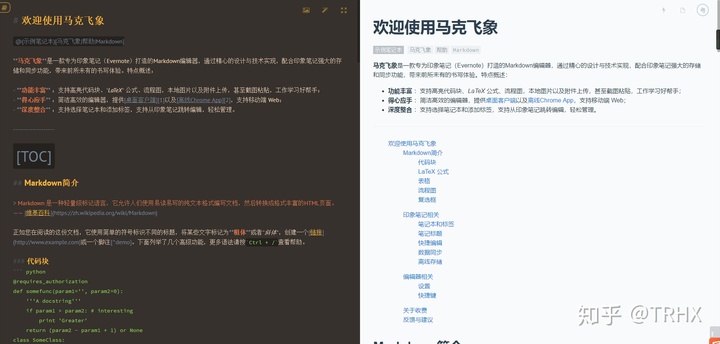 # 欢迎使用马克飞象
@(示例笔记本)[马克飞象|帮助|Markdown]
**马克飞象**是一款专为印象笔记（Evernote）打造的Markdown编辑器，通过精心的设计与技术实现，配合印象笔记强大的存
储和同步功能，带来前所未有的书写体验。特点概述：
- **功能丰富** ：支持高亮代码块、*LaTeX* 公式、流程图，本地图片以及附件上传，甚至截图粘贴，工作学习好帮手；
- **得心应手** ：简洁高效的编辑器，提供[桌面客户端][1]以及[离线Chrome App][2]，支持移动端 Web；
- **深度整合** ：支持选择笔记本和添加标签，支持从印象笔记跳转编辑，轻松管理。
[TOC]
## Markdown简介
> Markdown 是一种轻量级标记语言，它允许人们使用易读易写的纯文本格式编写文档，然后转换成格式丰富的HTML页面。
—— [维基百科](https://zh.wikipedia.org/wiki/Markdown)
正如您在阅读的这份文档，它使用简单的符号标识不同的标题，将某些文字标记为**粗体**或者*斜体*，创建一个[链接]
(http://www.example.com)或一个脚注[^demo]。下面列举了几个高级功能，更多语法请按 Ctrl + / 查看帮助。
### 代码块
``` python
@requires_authorization
def somefunc(param1='', param2=0):
'''A docstring'''
if param1 > param2: # interesting
print 'Greater'
return (param2 - param1 + 1) or None
class SomeClass:
欢迎使用马克飞象
示例笔记本 马克飞象 帮助 Markdown
马克飞象是一款专为印象笔记（Evernote）打造的Markdown编辑器，通过精心的设计与技术实现，配合印象笔记强大的存储
和同步功能，带来前所未有的书写体验。特点概述：
功能丰富 ：支持高亮代码块、LaTeX 公式、流程图，本地图片以及附件上传，甚至截图粘贴，工作学习好帮手；
得心应手 ：简洁高效的编辑器，提供桌面客户端以及离线Chrome App，支持移动端 Web；
深度整合 ：支持选择笔记本和添加标签，支持从印象笔记跳转编辑，轻松管理。
欢迎使用马克飞象
Markdown简介
代码块
LaTeX 公式
表格
流程图
复选框
印象笔记相关
笔记本和标签
笔记标题
快捷编辑
数据同步
离线存储
编辑器相关
设置
快捷键
关于收费
反馈与建议
知乎 @TRHX